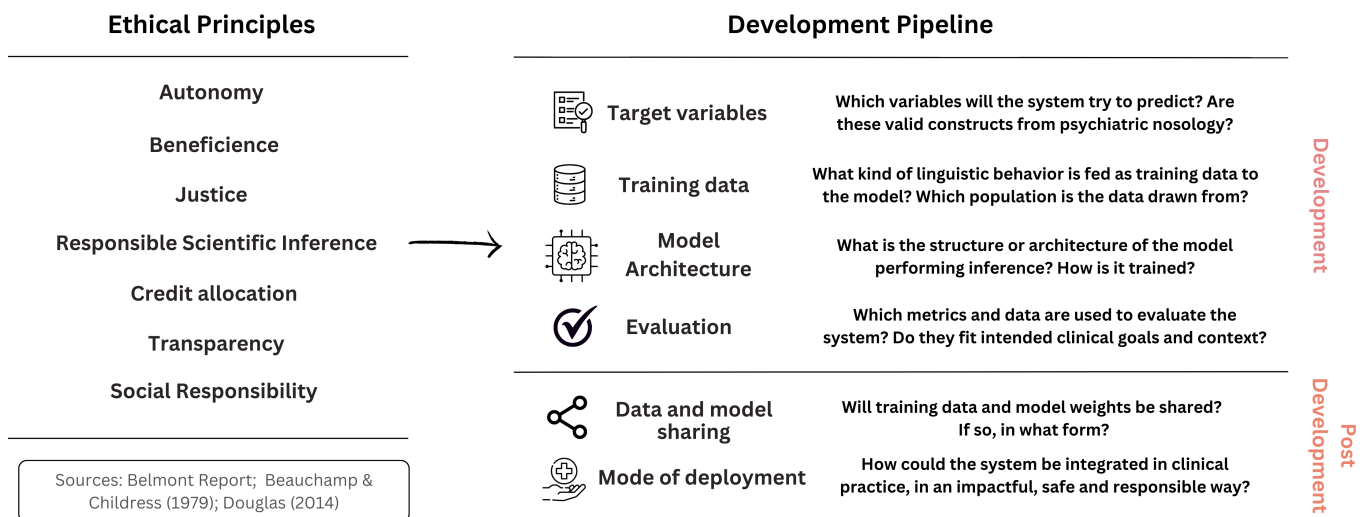 Ethical Principles
Autonomy
Beneficience
Justice
Responsible Scientific Inference
Credit allocation
Transparency
Social Responsibility
Sources: Belmont Report; Beauchamp &
Childress (1979); Douglas (2014)
Development Pipeline
Target variables
Which variables will the system try to predict? Are
these valid constructs from psychiatric nosology?
Training data
What kind of linguistic behavior is fed as training data to
the model? Which population is the data drawn from?
Model
Architecture
What is the structure or architecture of the model
performing inference? How is it trained?
Evaluation
Which metrics and data are used to evaluate the
system? Do they fit intended clinical goals and context?
Development
Data and model
sharing
Will training data and model weights be shared?
If so, in what form?
Mode of deployment
How could the system be integrated in clinical
practice, in an impactful, safe and responsible way?
Post
Development